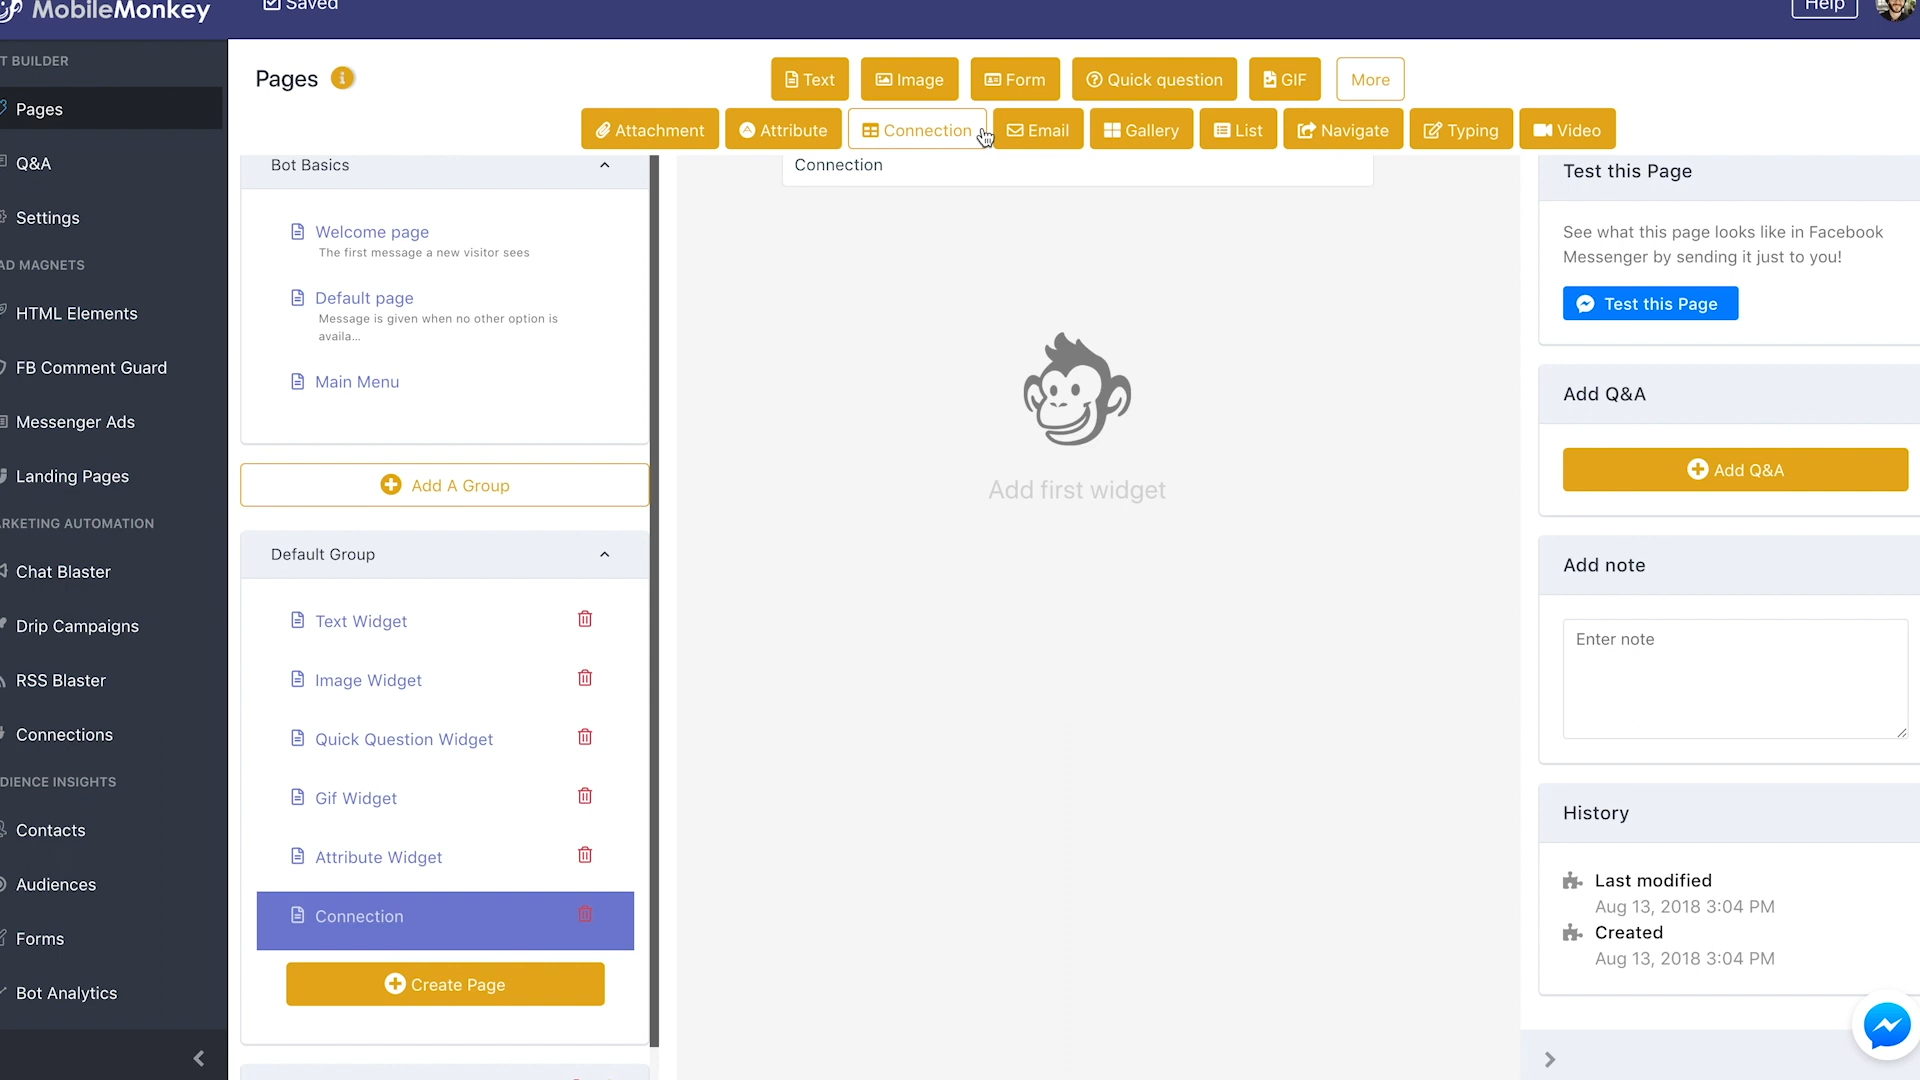 MobileMonkey
Saved
Help
T BUILDER
Pages
Q&A
Settings
AD MAGNETS
HTML Elements
FB Comment Guard
Messenger Ads
Landing Pages
ARKETING AUTOMATION
Chat Blaster
Drip Campaigns
RSS Blaster
Connections
DIENCE INSIGHTS
Contacts
Audiences
Forms
Bot Analytics
Pages
Text
Image
Form
Quick question
GIF
More
Attachment
Attribute
Connection
Email
Gallery
List
Navigate
Typing
Video
Bot Basics
Welcome page
The first message a new visitor sees
Default page
Message is given when no other option is
availa...
Main Menu
Add A Group
Default Group
Text Widget
Image Widget
Quick Question Widget
Gif Widget
Attribute Widget
Connection
Create Page
Connection
Add first widget
Test this Page
See what this page looks like in Facebook
Messenger by sending it just to you!
Test this Page
Add Q&A
Add Q&A
Add note
Enter note
History
Last modified
Aug 13, 2018 3:04 PM
Created
Aug 13, 2018 3:04 PM